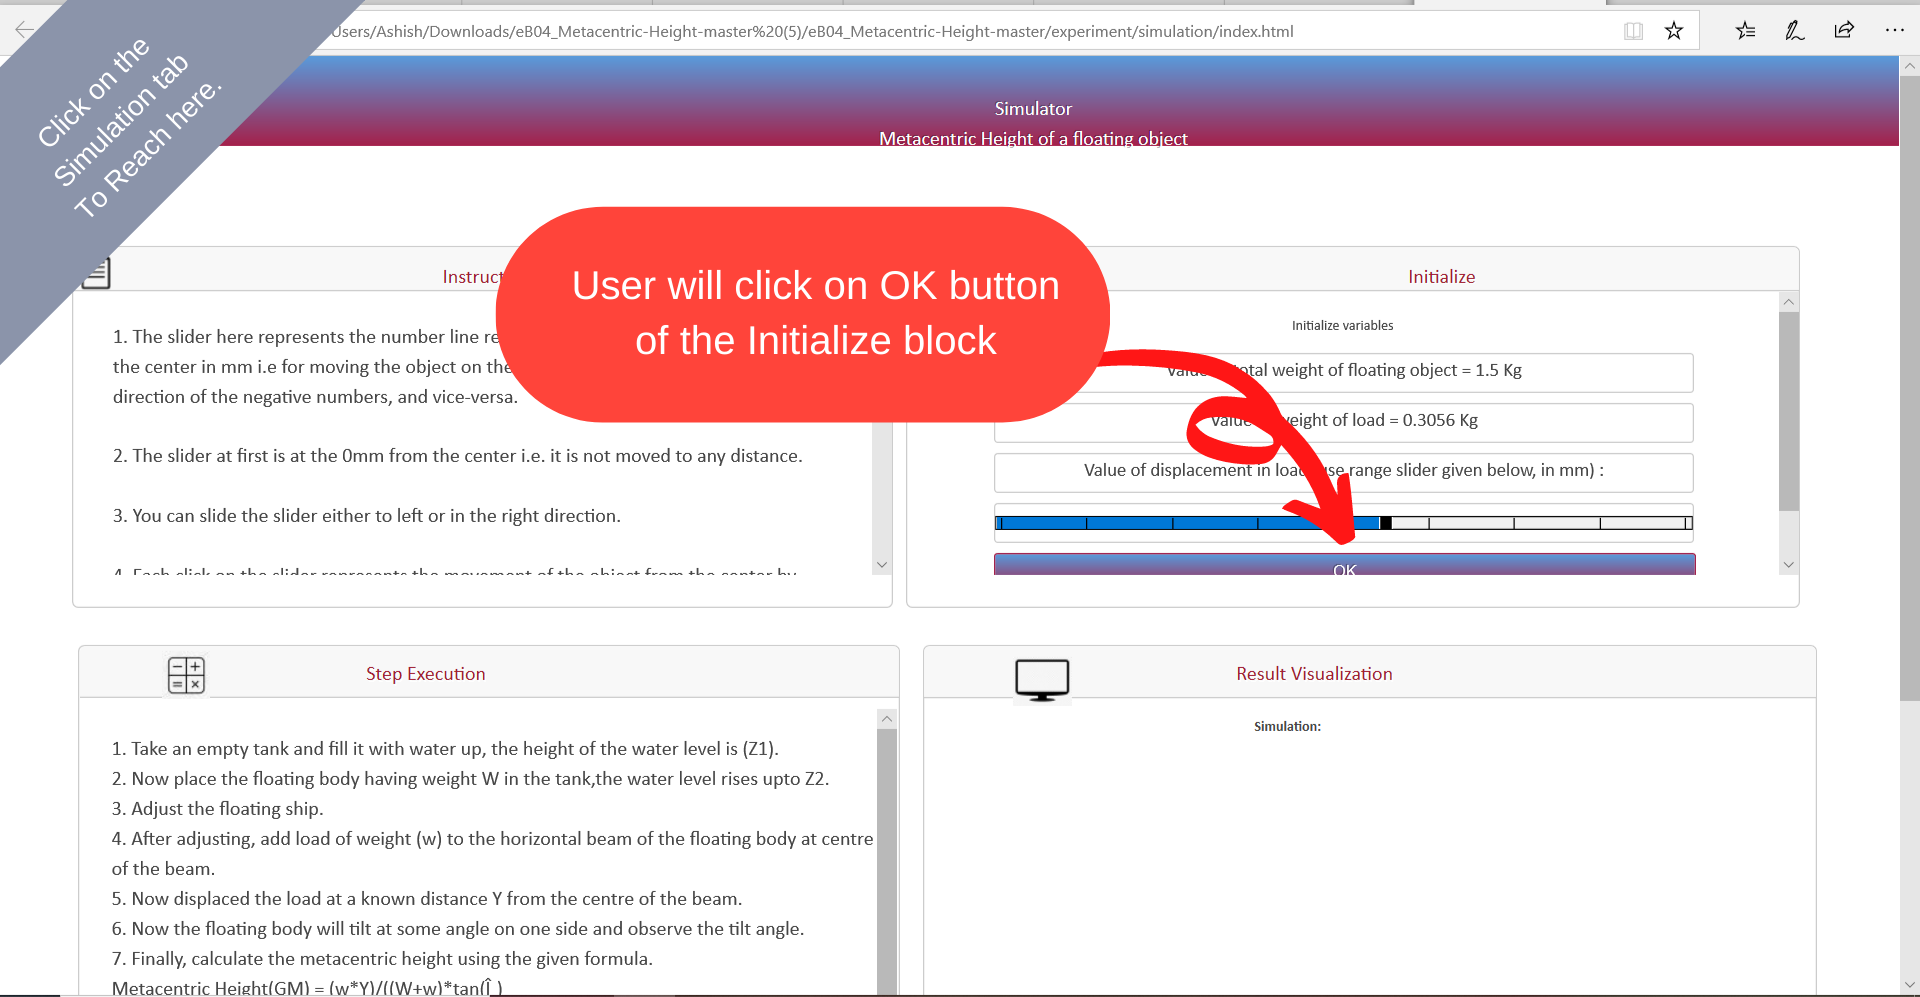 Click on the
Simulation tab
To Reach here.
Users/Ashish/Downloads/eB04_Metacentric-Height-master%20(5)/eB04_Metacentric-Height-master/experiment/simulation/index.html
Simulator
Metacentric Height of a floating object
User will click on OK button
of the Initialize block
1. The slider here represents the number line
the center in mm i.e for moving the object on the
direction of the negative numbers, and vice-versa.
2. The slider at first is at the 0mm from the center i.e. it is not moved to any distance.
3. You can slide the slider either to left or in the right direction.
4. Each click on the slider represents the movement of the object from the center by
Initialize
Initialize variables
Value total weight of floating object = 1.5 Kg
Value weight of load = 0.3056 Kg
Value of displacement in load use range slider given below, in mm) :
OK
Step Execution
1. Take an empty tank and fill it with water up, the height of the water level is (Z1).
2. Now place the floating body having weight W in the tank,the water level rises upto Z2.
3. Adjust the floating ship.
4. After adjusting, add load of weight (w) to the horizontal beam of the floating body at centre
of the beam.
5. Now displaced the load at a known distance Y from the centre of the beam.
6. Now the floating body will tilt at some angle on one side and observe the tilt angle.
7. Finally, calculate the metacentric height using the given formula.
Metacentric Height(GM) = (w*Y)/((W+w)*tan(Î )
Result Visualization
Simulation: